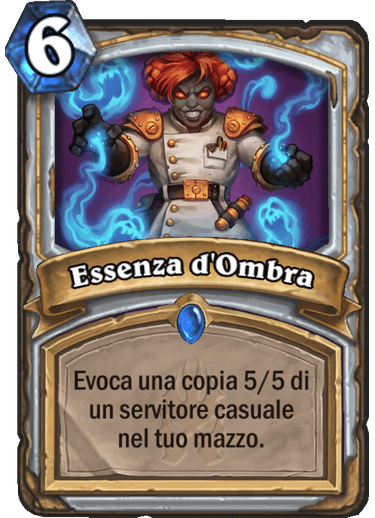 6
Essenza d'Ombra
Evoca una copia 5/5 di
un servitore casuale
nel tuo mazzo.